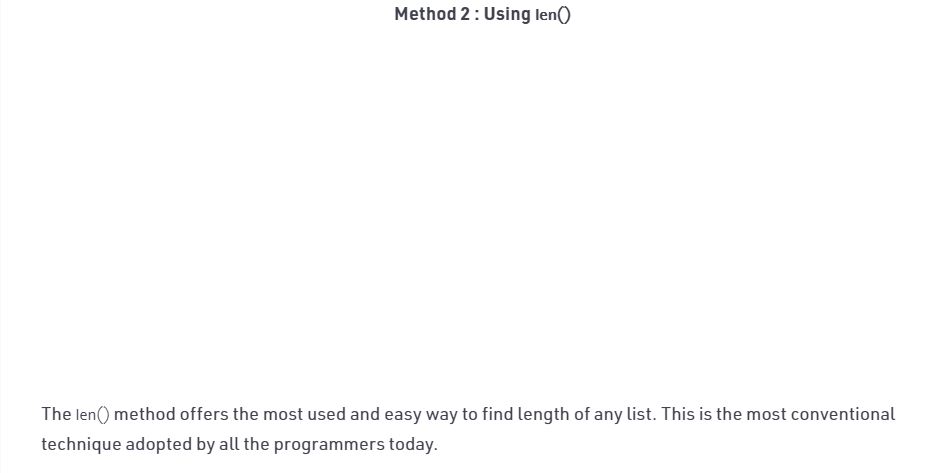 Method 2 : Using len()
The len() method offers the most used and easy way to find length of any list. This is the most conventional
technique adopted by all the programmers today.